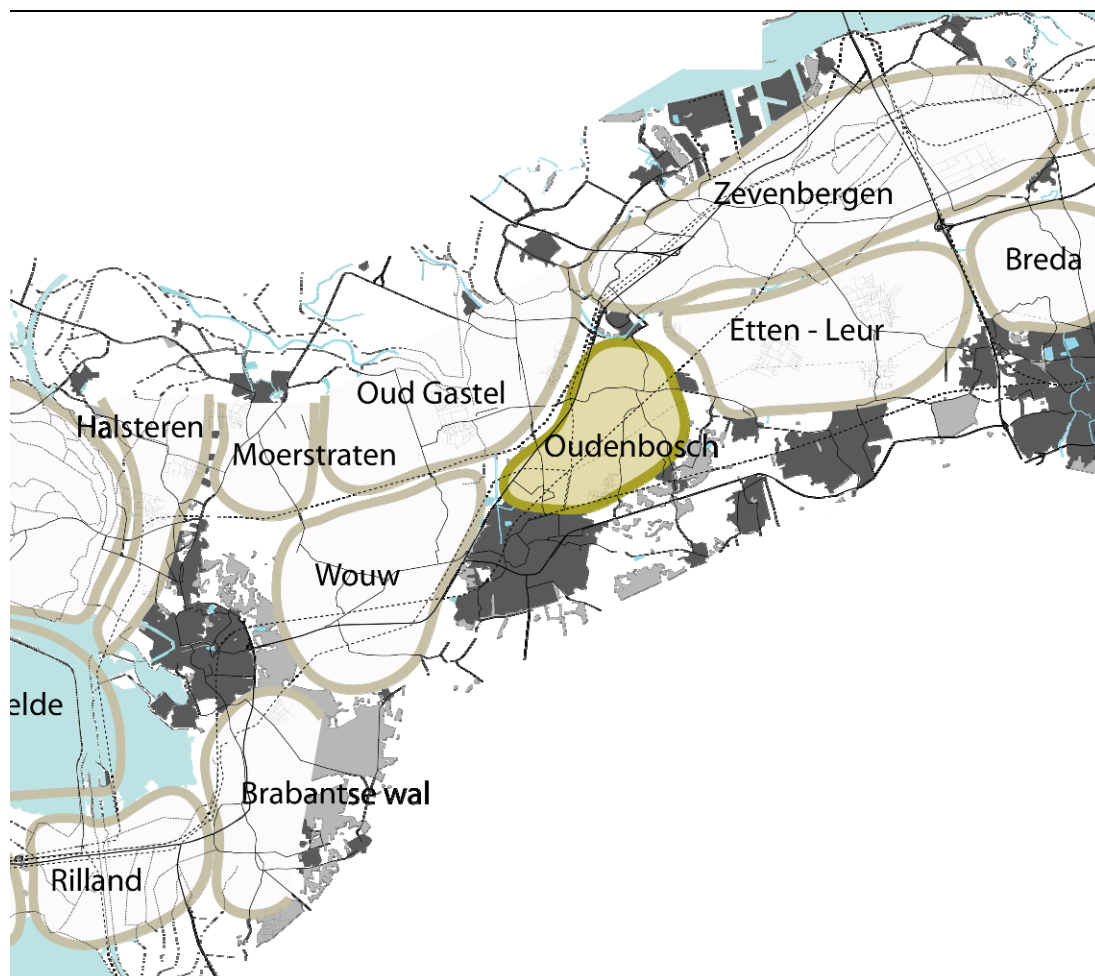 Zevenbergen
Breda
Etten - Leur
Oud Gastel
Halsteren
Oudenbosch
Moerstraten
Wouw
elde
Brabantse wal
Rilland